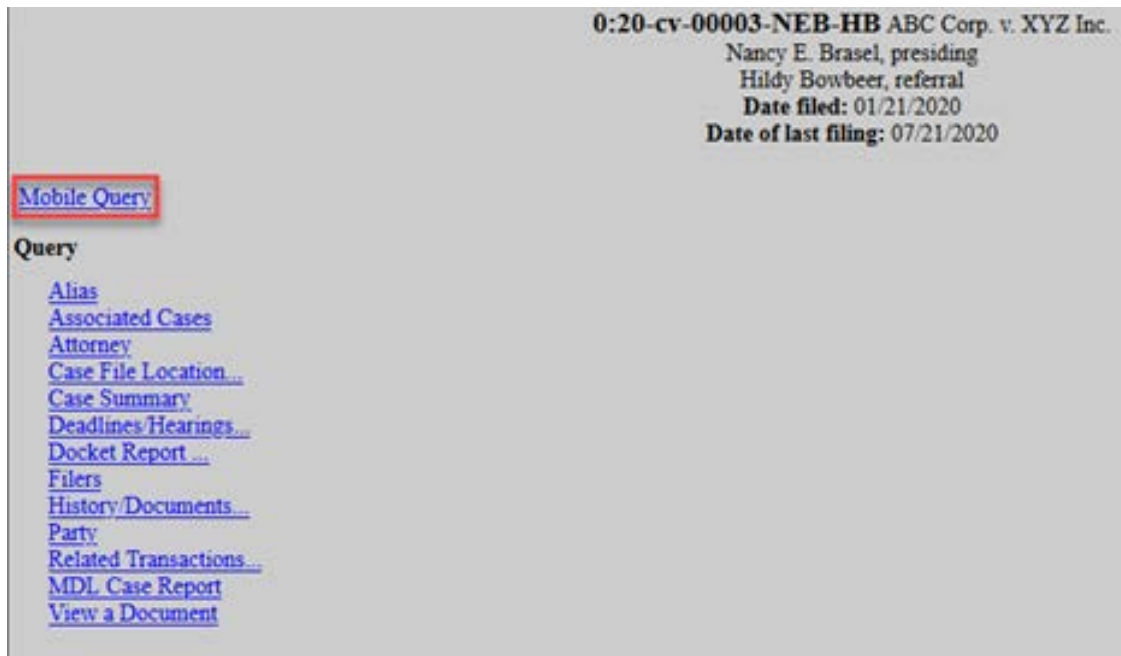 0:20-cv-00003-NEB-HB ABC Corp. v. XYZ Inc.
Nancy E. Brasel, presiding
Hildy Bowbeer, referral
Date filed: 01/21/2020
Date of last filing: 07/21/2020
Mobile Query
Query
Alias
Associated Cases
Attorney
Case File Location...
Case Summary
Deadlines/Hearings...
Docket Report ...
Filers
History/Documents...
Party
Related Transactions...
MDL Case Report
View a Document